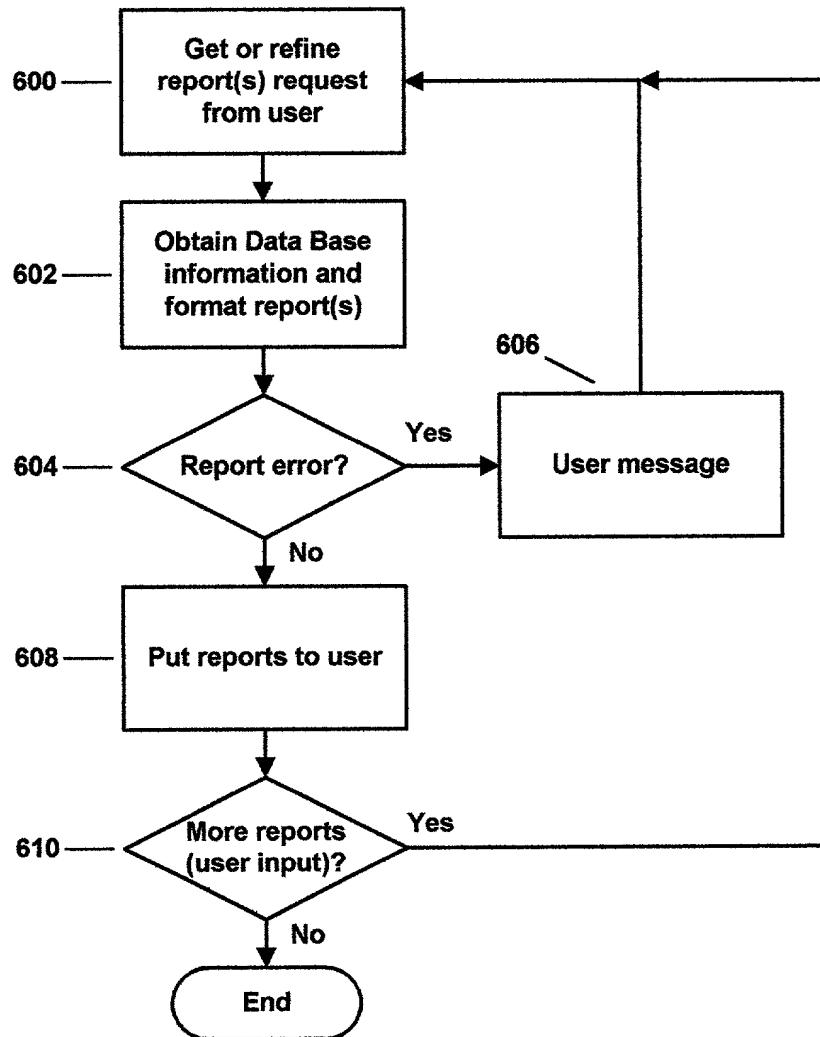 600
Get or refine
report(s) request
from user
602
Obtain Data Base
information and
format report(s)
606
604
Report error?
Yes
User message
No
608
Put reports to user
610
More reports
(user input)?
Yes
No
End